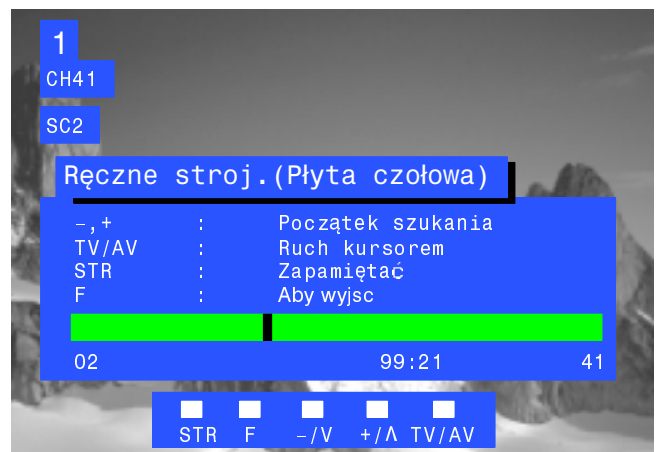 1
CH41
SC2
Ręczne stroj.(Płyta czołowa)
–,+ : Początek szukania
TV/AV : Ruch kursorem
STR : Zapamiętać
F : Aby wyjsc
02 99:21 41
STR F –/V +/Λ TV/AV